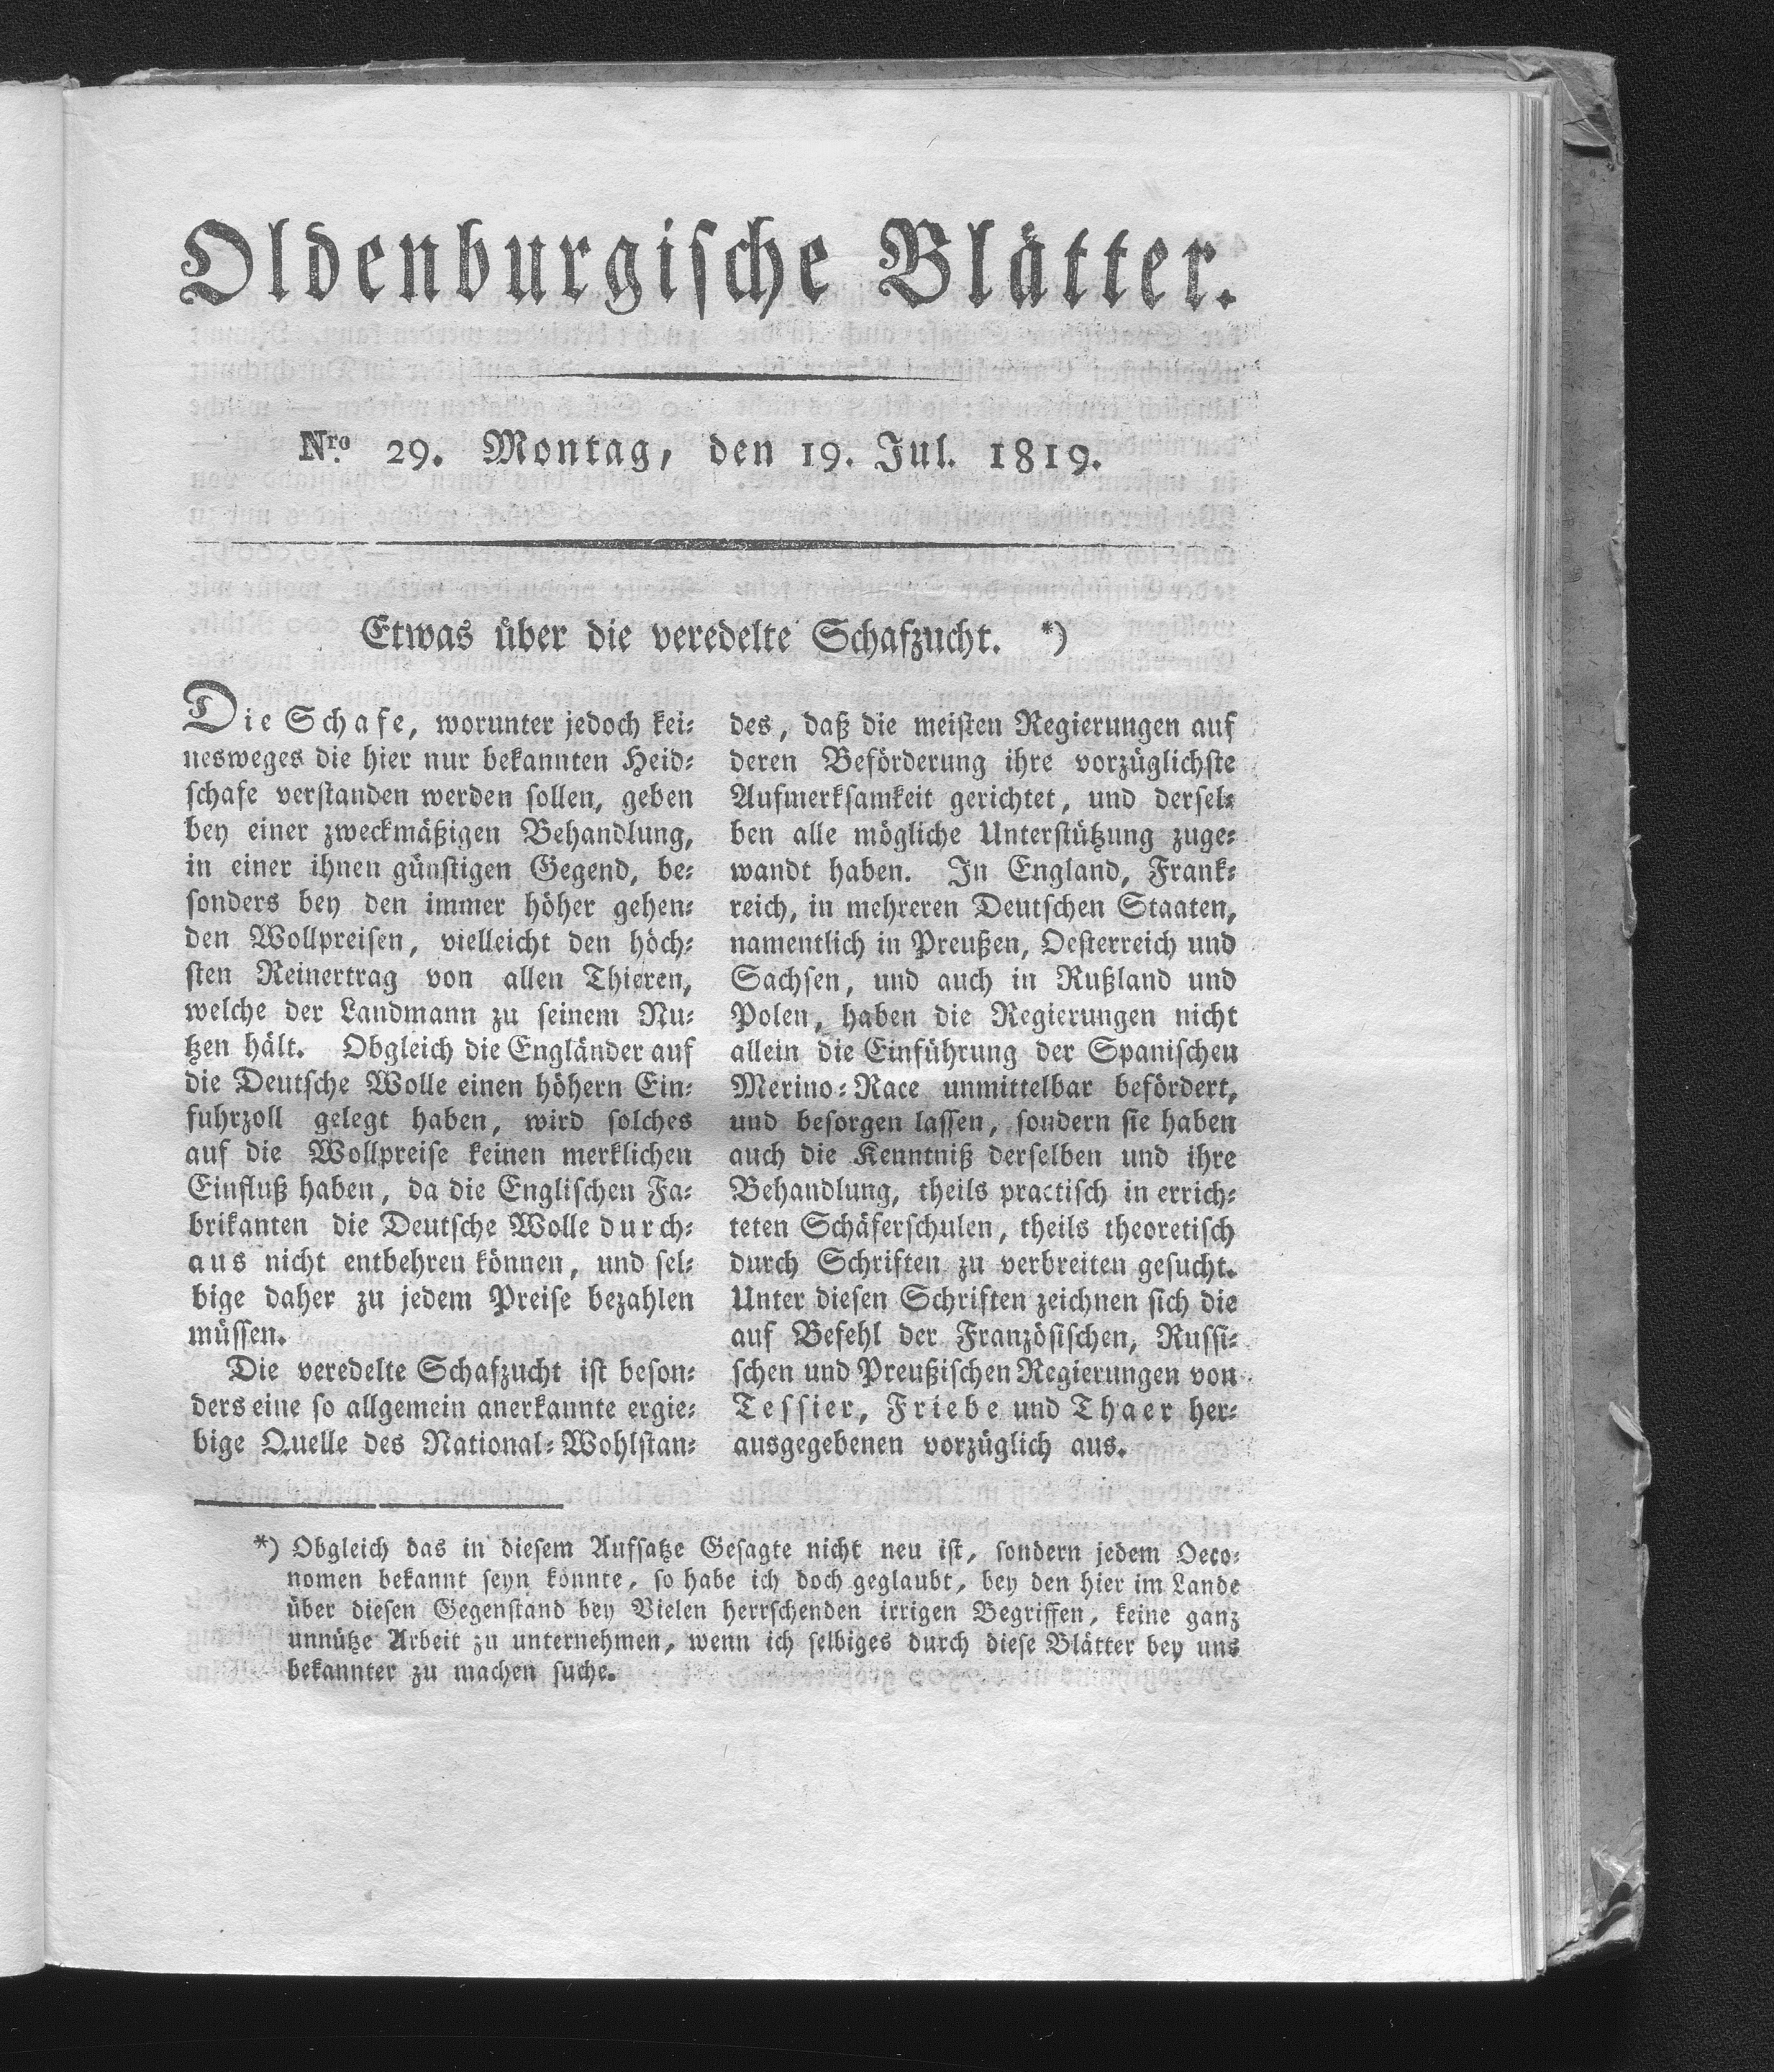 Oldenburgische Blätter.
Nro. 29. Montag, den 19. Jul. 1819.
Etwas über die veredelte Schafzucht. *)
Die Schafe, worunter jedoch kei-
nesweges die hier nur bekannten Heid-
schafe verstanden werden sollen, geben
bey einer zweckmäßigen Behandlung,
in einer ihnen günstigen Gegend, be-
sonders bey den immer höher gehen-
den Wollpreisen, vielleicht den höch-
sten Reinertrag von allen Thieren,
welche der Landmann zu seinem Nu-
tzen hält. Obgleich die Engländer auf
die Deutsche Wolle einen höhern Ein-
fuhrzoll gelegt haben, wird solches
auf die Wollpreise keinen merklichen
Einfluß haben, da die Englischen Fa-
brikanten die Deutsche Wolle durch-
aus nicht entbehren können, und sel-
bige daher zu jedem Preise bezahlen
müssen.
Die veredelte Schafzucht ist beson-
ders eine so allgemein anerkannte ergie-
bige Quelle des National-Wohlstan-
des, daß die meisten Regierungen auf
deren Beförderung ihre vorzüglichste
Aufmerksamkeit gerichtet, und dersel-
ben alle mögliche Unterstützung zuge-
wandt haben. In England, Frank-
reich, in mehreren Deutschen Staaten,
namentlich in Preußen, Oesterreich und
Sachsen, und auch in Rußland und
Polen, haben die Regierungen nicht
allein die Einführung der Spanischen
Merino-Race unmittelbar befördert,
und besorgen lassen, sondern sie haben
auch die Kenntniß derselben und ihre
Behandlung, theils practisch in errich-
teten Schäferschulen, theils theoretisch
durch Schriften zu verbreiten gesucht.
Unter diesen Schriften zeichnen sich die
auf Befehl der Französischen, Russi-
schen und Preußischen Regierungen von
Tessier, Friebe und Thaer her-
ausgegebenen vorzüglich aus.
*) Obgleich das in diesem Aufsatze Gesagte nicht neu ist, sondern jedem Oeco-
nomen bekannt seyn könnte, so habe ich doch geglaubt, bey den hier im Lande
über diesen Gegenstand bey Vielen herrschenden irrigen Begriffen, keine ganz
unnütze Arbeit zu unternehmen, wenn ich selbiges durch diese Blätter bey uns
bekannter zu machen suche.